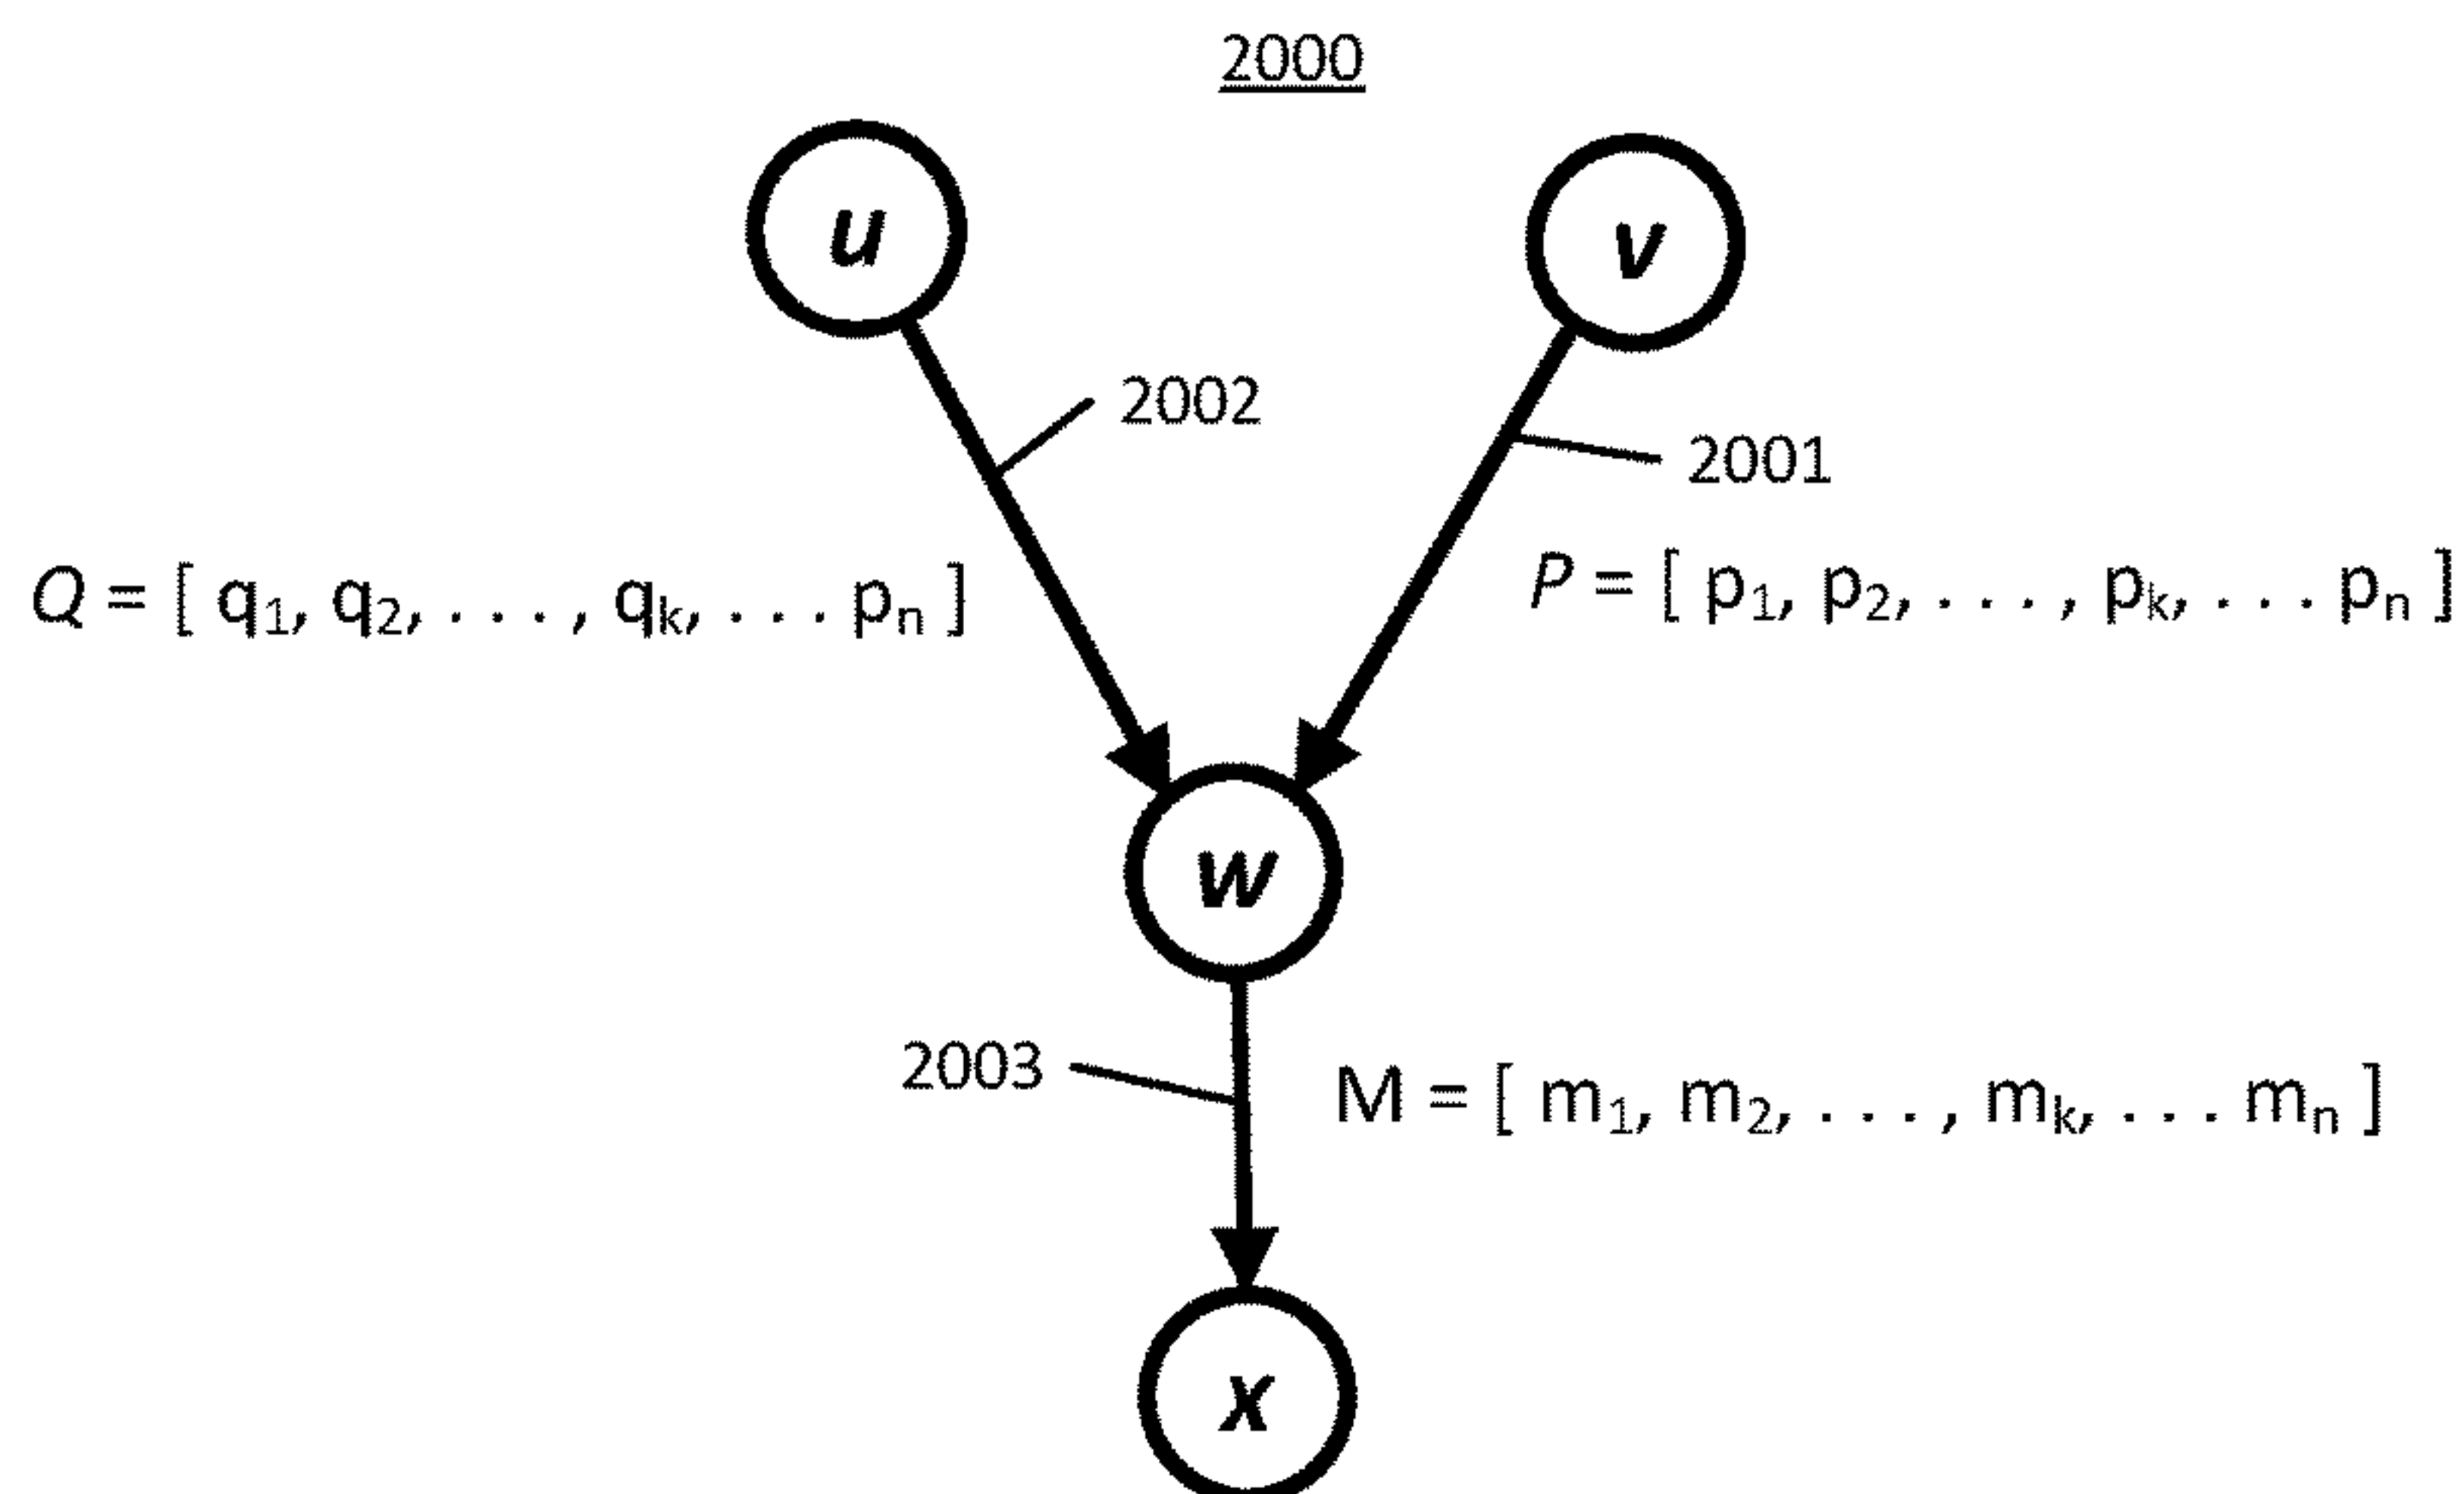 2000
u
v
2002
2001
Q = [ q₁, q₂, . . . , qₖ, . . . pₙ ]
P = [ p₁, p₂, . . . , pₖ, . . . pₙ ]
w
2003
M = [ m₁, m₂, . . . , mₖ, . . . mₙ ]
x